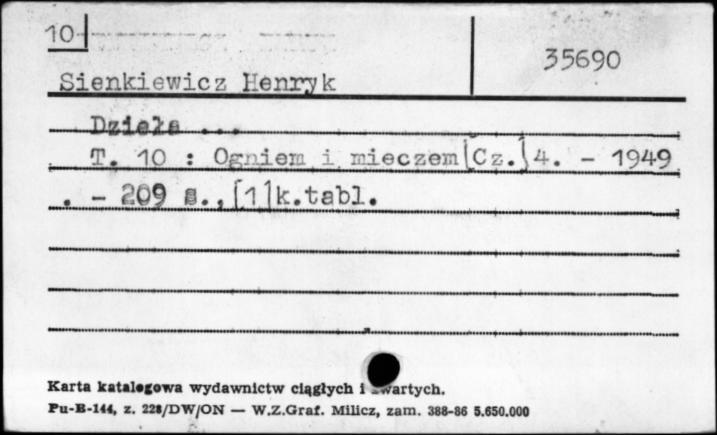 10
35690
Sienkiewicz Henryk
Dzieła ...
T. 10 : Ogniem i mieczem [Cz.] 4. - 1949
. - 209 s., [1] k.tabl.
Karta katalogowa wydawnictw ciągłych i zwartych.
Pu-B-144, z. 228/DW/ON — W.Z.Graf. Milicz, zam. 388-86 5.650.000